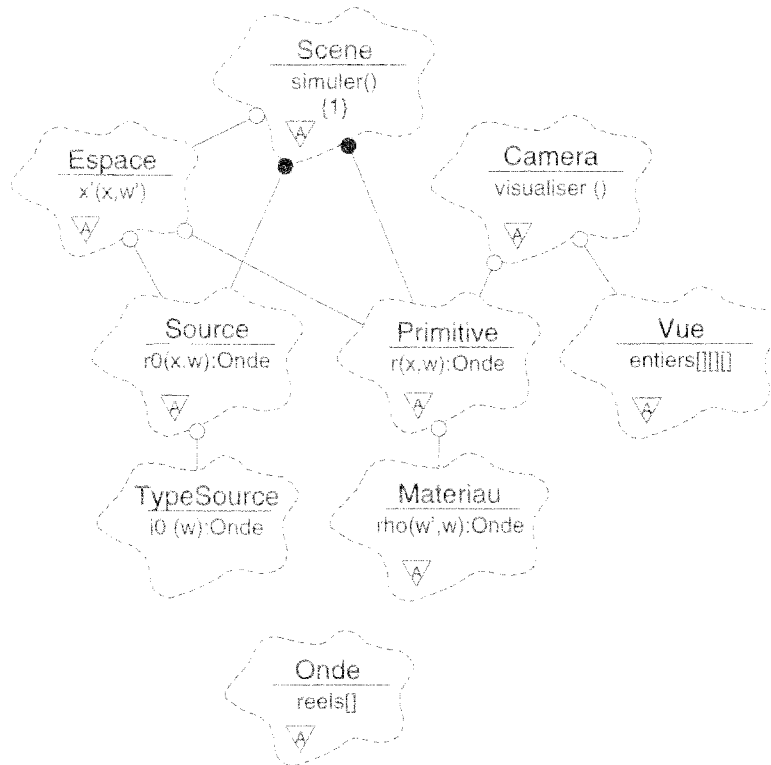 Scene
simuler()
{1}
A
Espace
x'(x,w')
A
Camera
visualiser ()
A
Source
r0(x,w):Onde
A
Primitive
r(x,w):Onde
A
Vue
entiers[][][]
A
TypeSource
i0 (w):Onde
Materiau
rho(w',w):Onde
A
Onde
reels[]
A